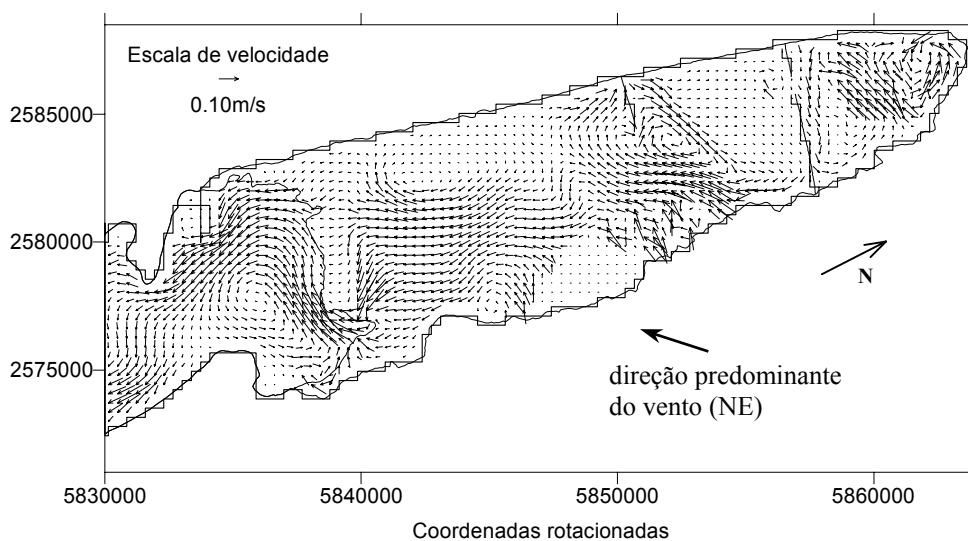 Escala de velocidade
0.10m/s
2585000
2580000
2575000
N
direção predominante
do vento (NE)
5830000 5840000 5850000 5860000
Coordenadas rotacionadas